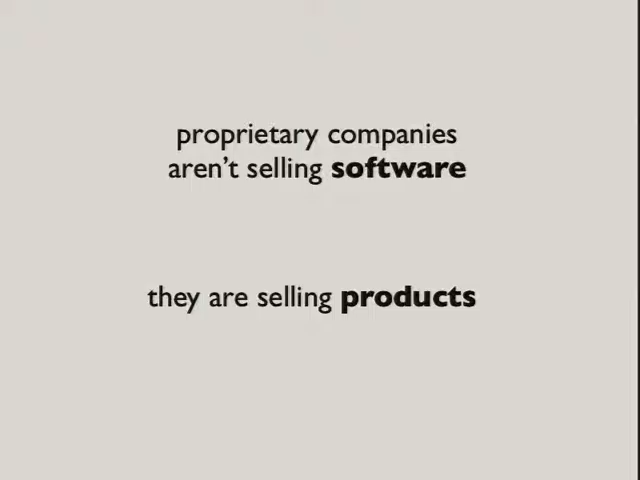 proprietary companies
aren't selling software
they are selling products